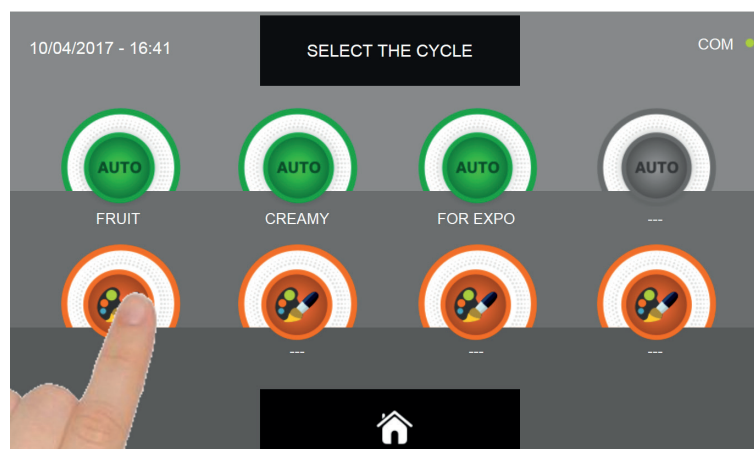 10/04/2017 - 16:41
SELECT THE CYCLE
COM
AUTO
AUTO
AUTO
AUTO
FRUIT
CREAMY
FOR EXPO
---
---
---
---